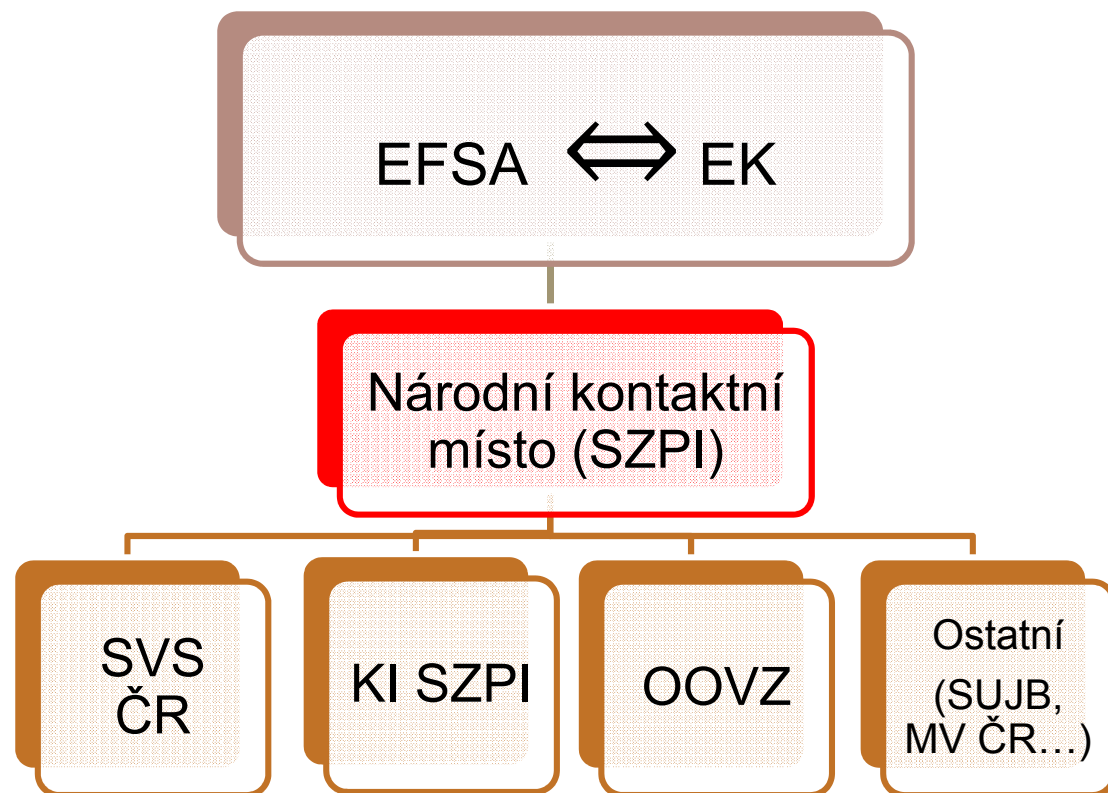 EFSA ⇔ EK
Národní kontaktní
místo (SZPI)
SVS
ČR
KI SZPI
OOVZ
Ostatní
(SUJB,
MV ČR…)